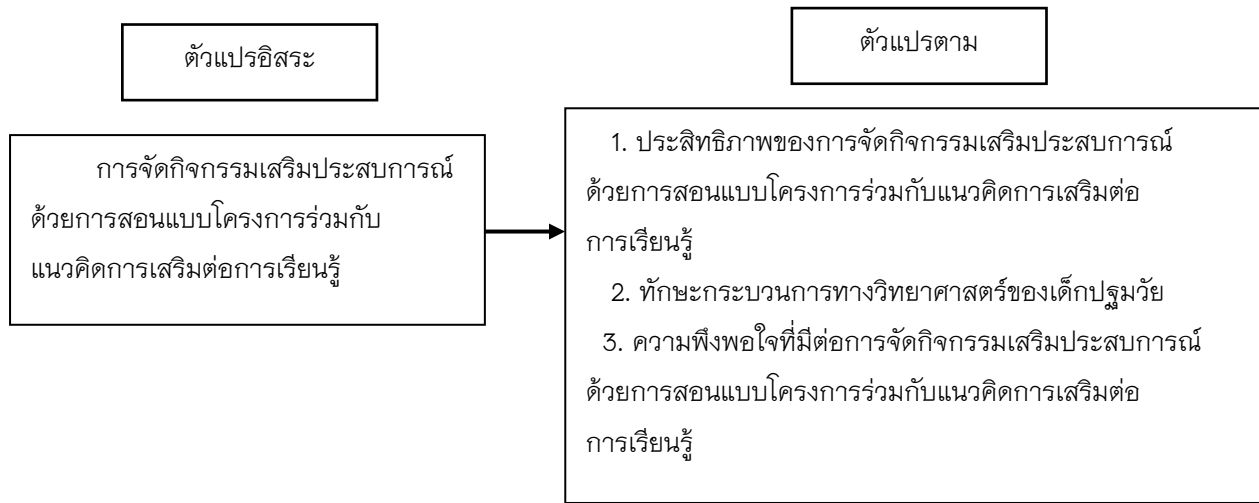 ตัวแปรอิสระ
ตัวแปรตาม
การจัดกิจกรรมเสริมประสบการณ์
ด้วยการสอนแบบโครงการร่วมกับ
แนวคิดการเสริมต่อการเรียนรู้
1. ประสิทธิภาพของการจัดกิจกรรมเสริมประสบการณ์
ด้วยการสอนแบบโครงการร่วมกับแนวคิดการเสริมต่อ
การเรียนรู้
2. ทักษะกระบวนการทางวิทยาศาสตร์ของเด็กปฐมวัย
3. ความพึงพอใจที่มีต่อการจัดกิจกรรมเสริมประสบการณ์
ด้วยการสอนแบบโครงการร่วมกับแนวคิดการเสริมต่อ
การเรียนรู้